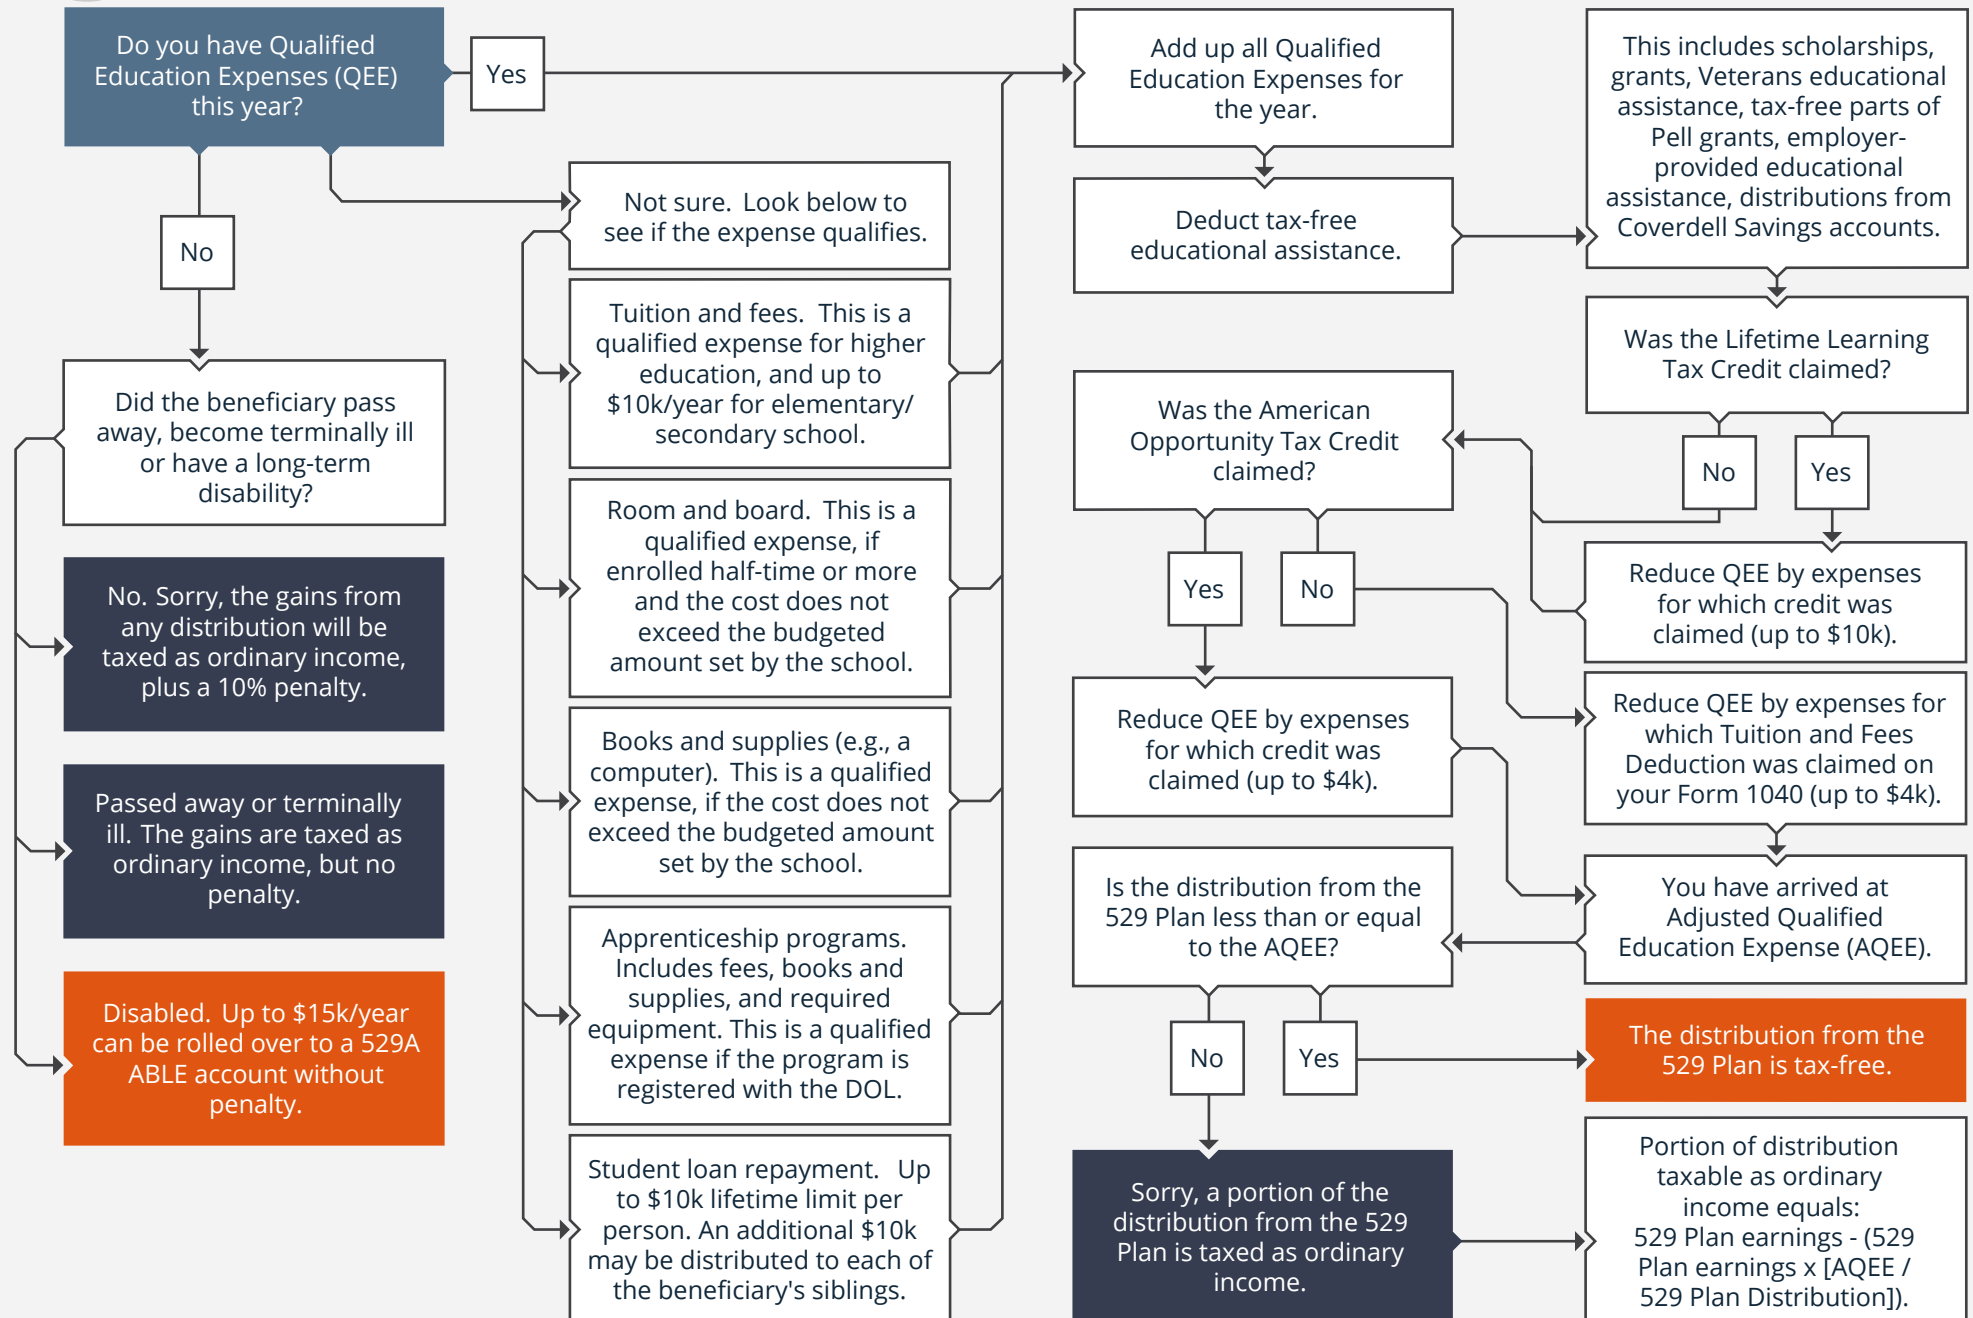 Do you have Qualified
Education Expenses (QEE)
this year?
Yes
No
Did the beneficiary pass
away, become terminally ill
or have a long-term
disability?
No. Sorry, the gains from
any distribution will be
taxed as ordinary income,
plus a 10% penalty.
Passed away or terminally
ill. The gains are taxed as
ordinary income, but no
penalty.
Disabled. Up to $15k/year
can be rolled over to a 529A
ABLE account without
penalty.
Not sure. Look below to
see if the expense qualifies.
Tuition and fees. This is a
qualified expense for higher
education, and up to
$10k/year for elementary/
secondary school.
Room and board. This is a
qualified expense, if
enrolled half-time or more
and the cost does not
exceed the budgeted
amount set by the school.
Books and supplies (e.g., a
computer). This is a qualified
expense, if the cost does not
exceed the budgeted amount
set by the school.
Apprenticeship programs.
Includes fees, books and
supplies, and required
equipment. This is a qualified
expense if the program is
registered with the DOL.
Student loan repayment. Up
to $10k lifetime limit per
person. An additional $10k
may be distributed to each of
the beneficiary's siblings.
Add up all Qualified
Education Expenses for
the year.
Deduct tax-free
educational assistance.
This includes scholarships,
grants, Veterans educational
assistance, tax-free parts of
Pell grants, employer-
provided educational
assistance, distributions from
Coverdell Savings accounts.
Was the Lifetime Learning
Tax Credit claimed?
No
Yes
Reduce QEE by expenses
for which credit was
claimed (up to $10k).
Was the American
Opportunity Tax Credit
claimed?
Yes
No
Reduce QEE by expenses
for which credit was
claimed (up to $4k).
Reduce QEE by expenses for
which Tuition and Fees
Deduction was claimed on
your Form 1040 (up to $4k).
You have arrived at
Adjusted Qualified
Education Expense (AQEE).
Is the distribution from the
529 Plan less than or equal
to the AQEE?
No
Yes
The distribution from the
529 Plan is tax-free.
Sorry, a portion of the
distribution from the 529
Plan is taxed as ordinary
income.
Portion of distribution
taxable as ordinary
income equals:
529 Plan earnings - (529
Plan earnings x [AQEE /
529 Plan Distribution]).